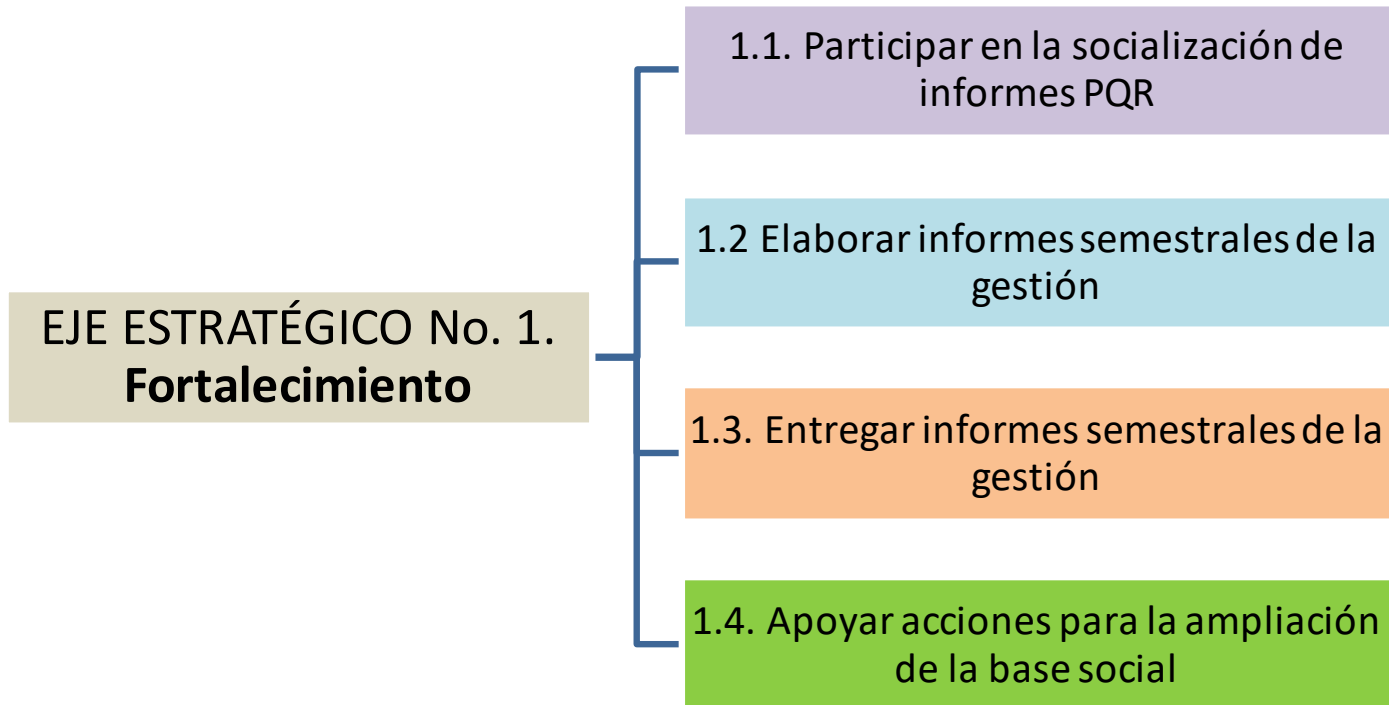 EJE ESTRATÉGICO No. 1.
Fortalecimiento
1.1. Participar en la socialización de
informes PQR
1.2 Elaborar informes semestrales de la
gestión
1.3. Entregar informes semestrales de la
gestión
1.4. Apoyar acciones para la ampliación
de la base social